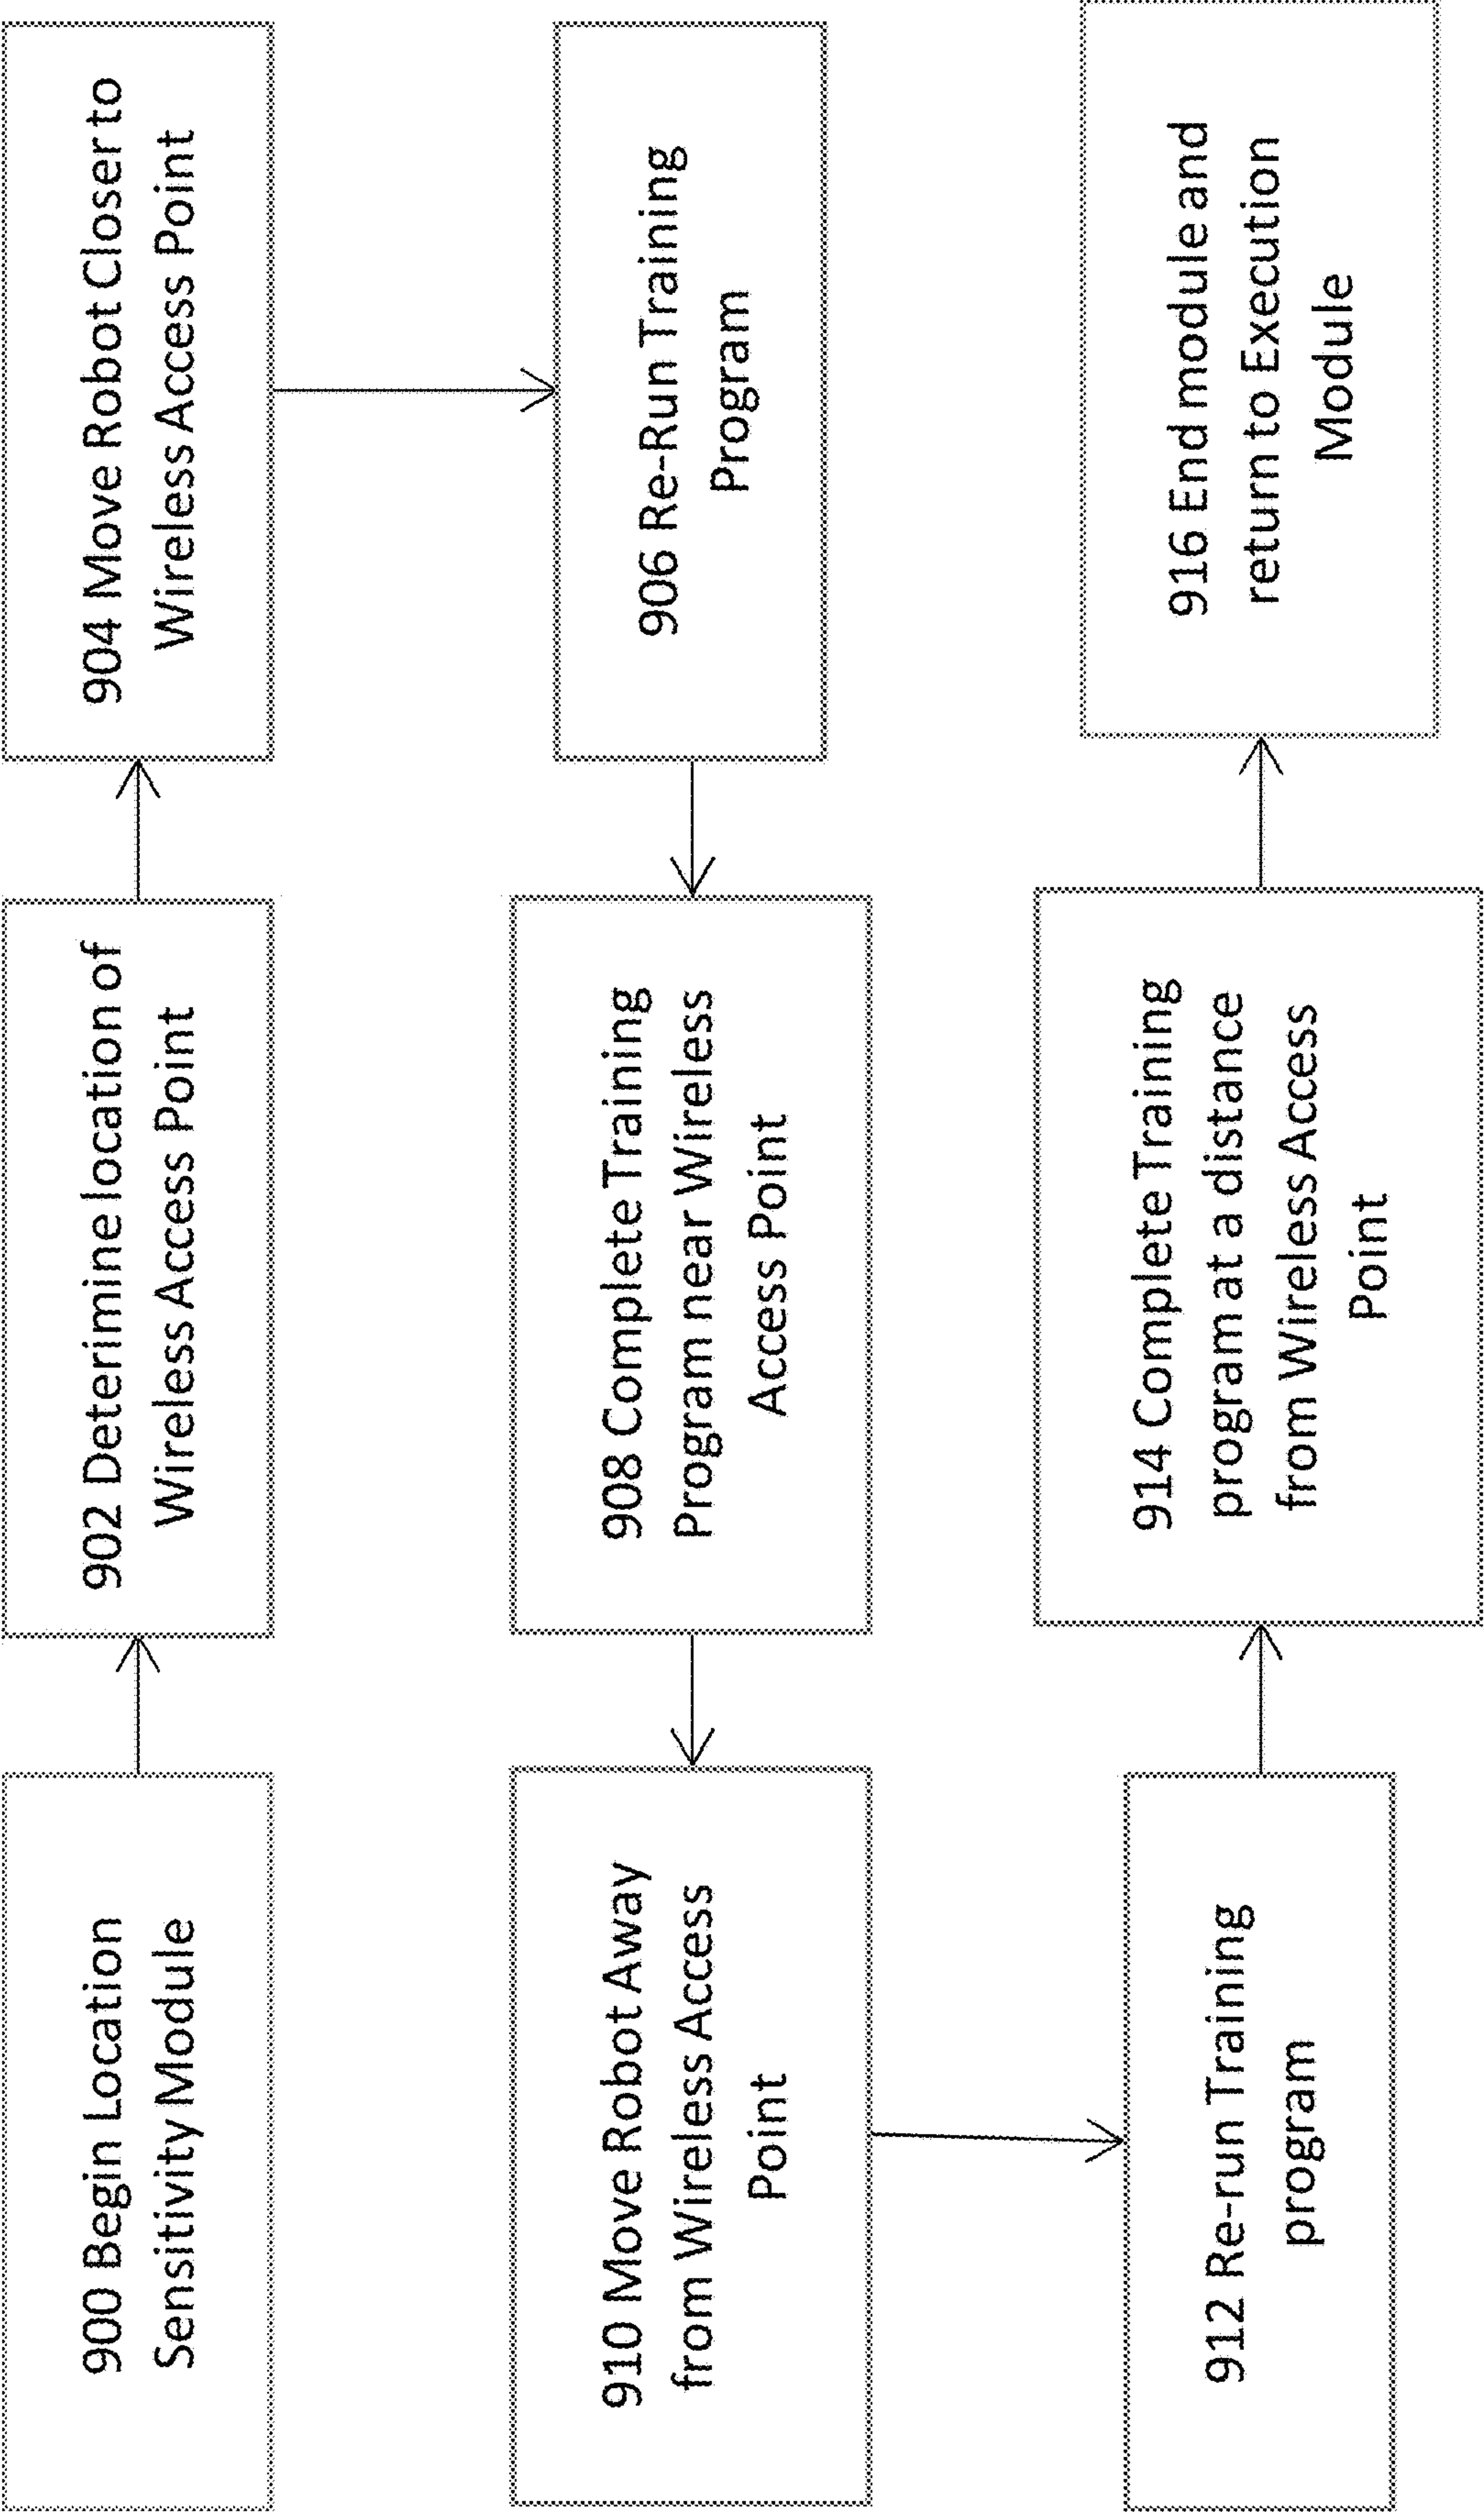 900 Begin Location
Sensitivity Module
902 Deterimine location of
Wireless Access Point
904 Move Robot Closer to
Wireless Access Point
906 Re-Run Training
Program
908 Complete Training
Program near Wireless
Access Point
910 Move Robot Away
from Wireless Access
Point
912 Re-run Training
program
914 Complete Training
program at a distance
from Wireless Access
Point
916 End module and
return to Execution
Module